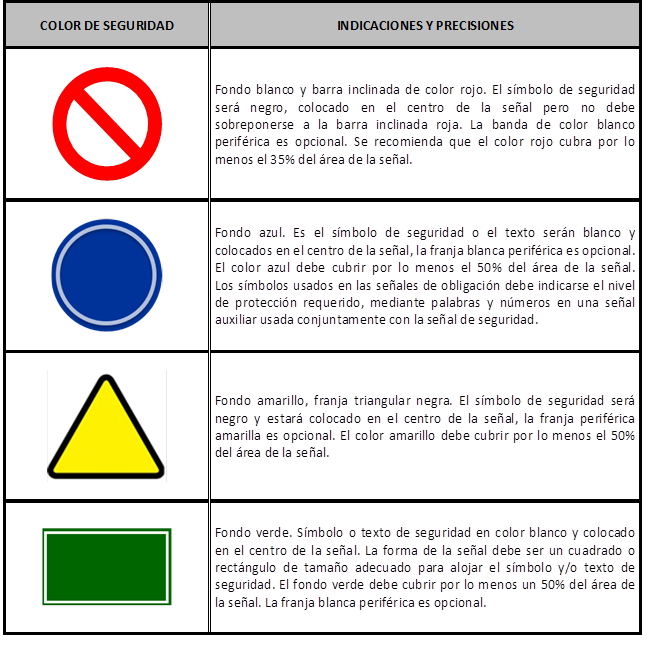 COLOR DE SEGURIDAD
INDICACIONES Y PRECISIONES
Fondo blanco y barra inclinada de color rojo. El símbolo de seguridad
será negro, colocado en el centro de la señal pero no debe
sobreponerse a la barra inclinada roja. La banda de color blanco
periférica es opcional. Se recomienda que el color rojo cubra por lo
menos el 35% del área de la señal.
Fondo azul. Es el símbolo de seguridad o el texto serán blanco y
colocados en el centro de la señal, la franja blanca periférica es opcional.
El color azul debe cubrir por lo menos el 50% del área de la señal.
Los símbolos usados en las señales de obligación debe indicarse el nivel
de protección requerido, mediante palabras y números en una señal
auxiliar usada conjuntamente con la señal de seguridad.
Fondo amarillo, franja triangular negra. El símbolo de seguridad será
negro y estará colocado en el centro de la señal, la franja periférica
amarilla es opcional. El color amarillo debe cubrir por lo menos el 50%
del área de la señal.
Fondo verde. Símbolo o texto de seguridad en color blanco y colocado
en el centro de la señal. La forma de la señal debe ser un cuadrado o
rectángulo de tamaño adecuado para alojar el símbolo y/o texto de
seguridad. El fondo verde debe cubrir por lo menos un 50% del área de
la señal. La franja blanca periférica es opcional.